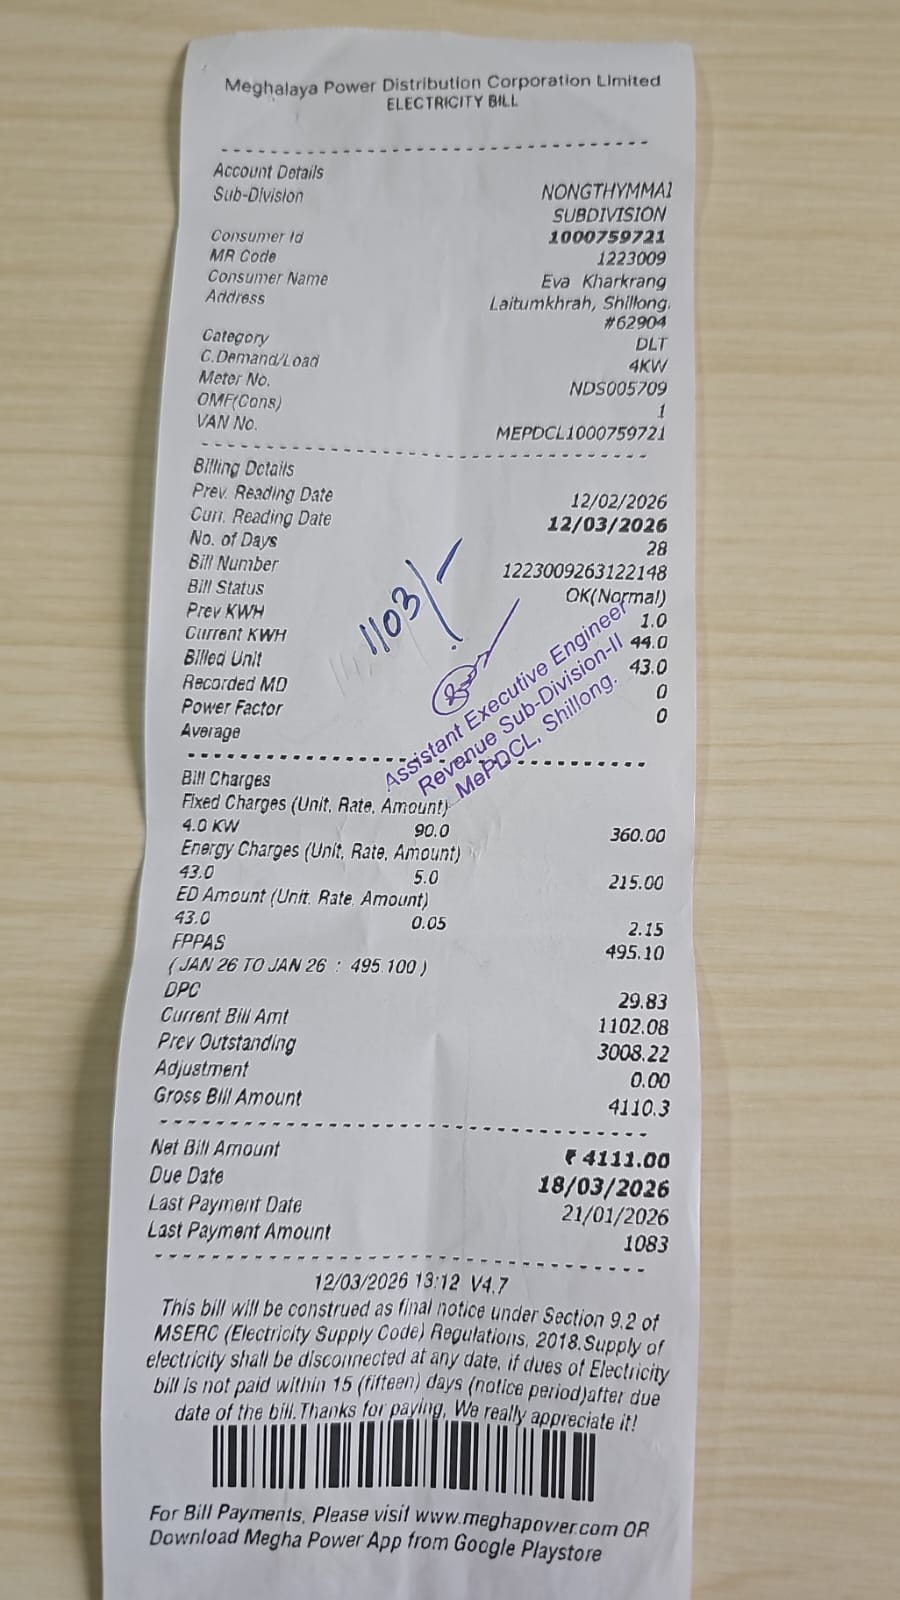 Meghalaya Power Distribution Corporation Limited
ELECTRICITY BILL
Account Details
Sub-Division NONGTHYMMAI
SUBDIVISION
Consumer Id 1000759721
MR Code 1223009
Consumer Name Eva Kharkrang
Address Laitumkhrah, Shillong.
#62904
Category DLT
C.Demand/Load 4KW
Meter No. NDS005709
OMF(Cons) 1
VAN No. MEPDCL1000759721
Billing Details
Prev. Reading Date 12/02/2026
Curr. Reading Date 12/03/2026
No. of Days 28
Bill Number 1223009263122148
Bill Status OK(Normal)
Prev KWH 1.0
Current KWH 44.0
Billed Unit 43.0
Recorded MD 0
Power Factor 0
Average
1103/-
Assistant Executive Engineer
Revenue Sub-Division-II
MePDCL, Shillong.
Bill Charges
Fixed Charges (Unit, Rate, Amount)
4.0 KW 90.0 360.00
Energy Charges (Unit, Rate, Amount)
43.0 5.0 215.00
ED Amount (Unit, Rate, Amount)
43.0 0.05 2.15
FPPAS 495.10
( JAN 26 TO JAN 26 : 495.100 )
DPC 29.83
Current Bill Amt 1102.08
Prev Outstanding 3008.22
Adjustment 0.00
Gross Bill Amount 4110.3
Net Bill Amount ₹ 4111.00
Due Date 18/03/2026
Last Payment Date 21/01/2026
Last Payment Amount 1083
12/03/2026 13:12 V4.7
This bill will be construed as final notice under Section 9.2 of
MSERC (Electricity Supply Code) Regulations, 2018.Supply of
electricity shall be disconnected at any date, if dues of Electricity
bill is not paid within 15 (fifteen) days (notice period)after due
date of the bill.Thanks for paying, We really appreciate it!
For Bill Payments, Please visit www.meghapower.com OR
Download Megha Power App from Google Playstore